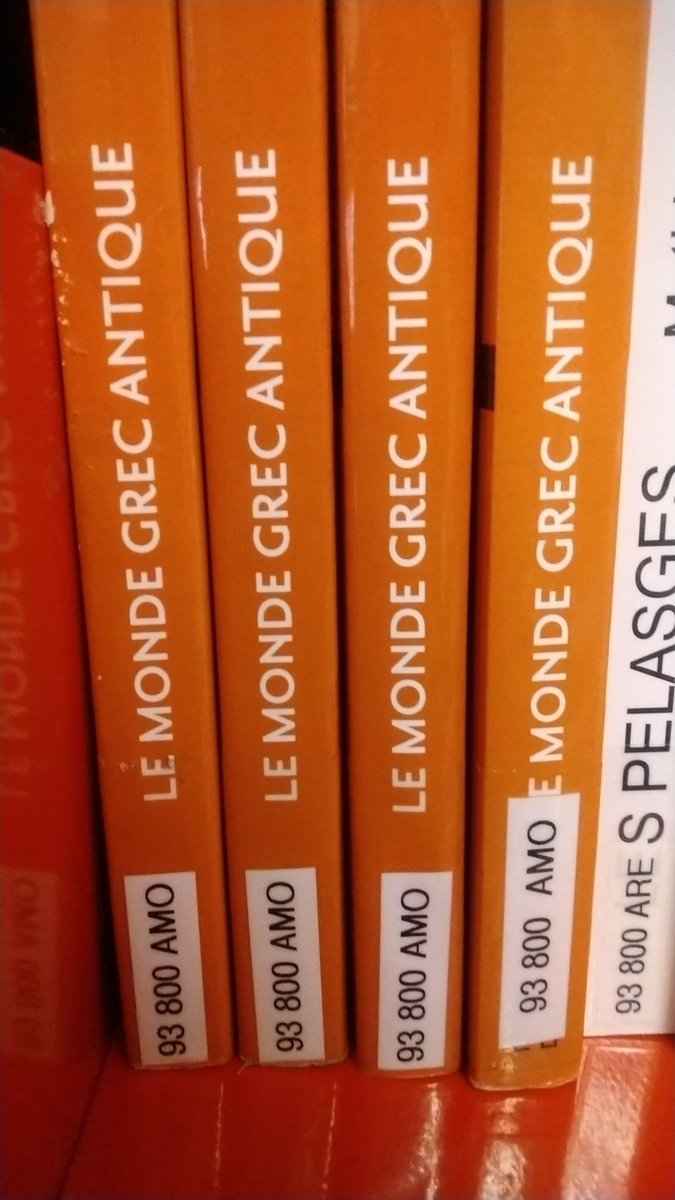 LE MONDE GREC ANTIQUE
93 800 AMO
LE MONDE GREC ANTIQUE
93 800 AMO
LE MONDE GREC ANTIQUE
93 800 AMO
E MONDE GREC ANTIQUE
93 800 AMO
S PELASGES
93 800 ARE